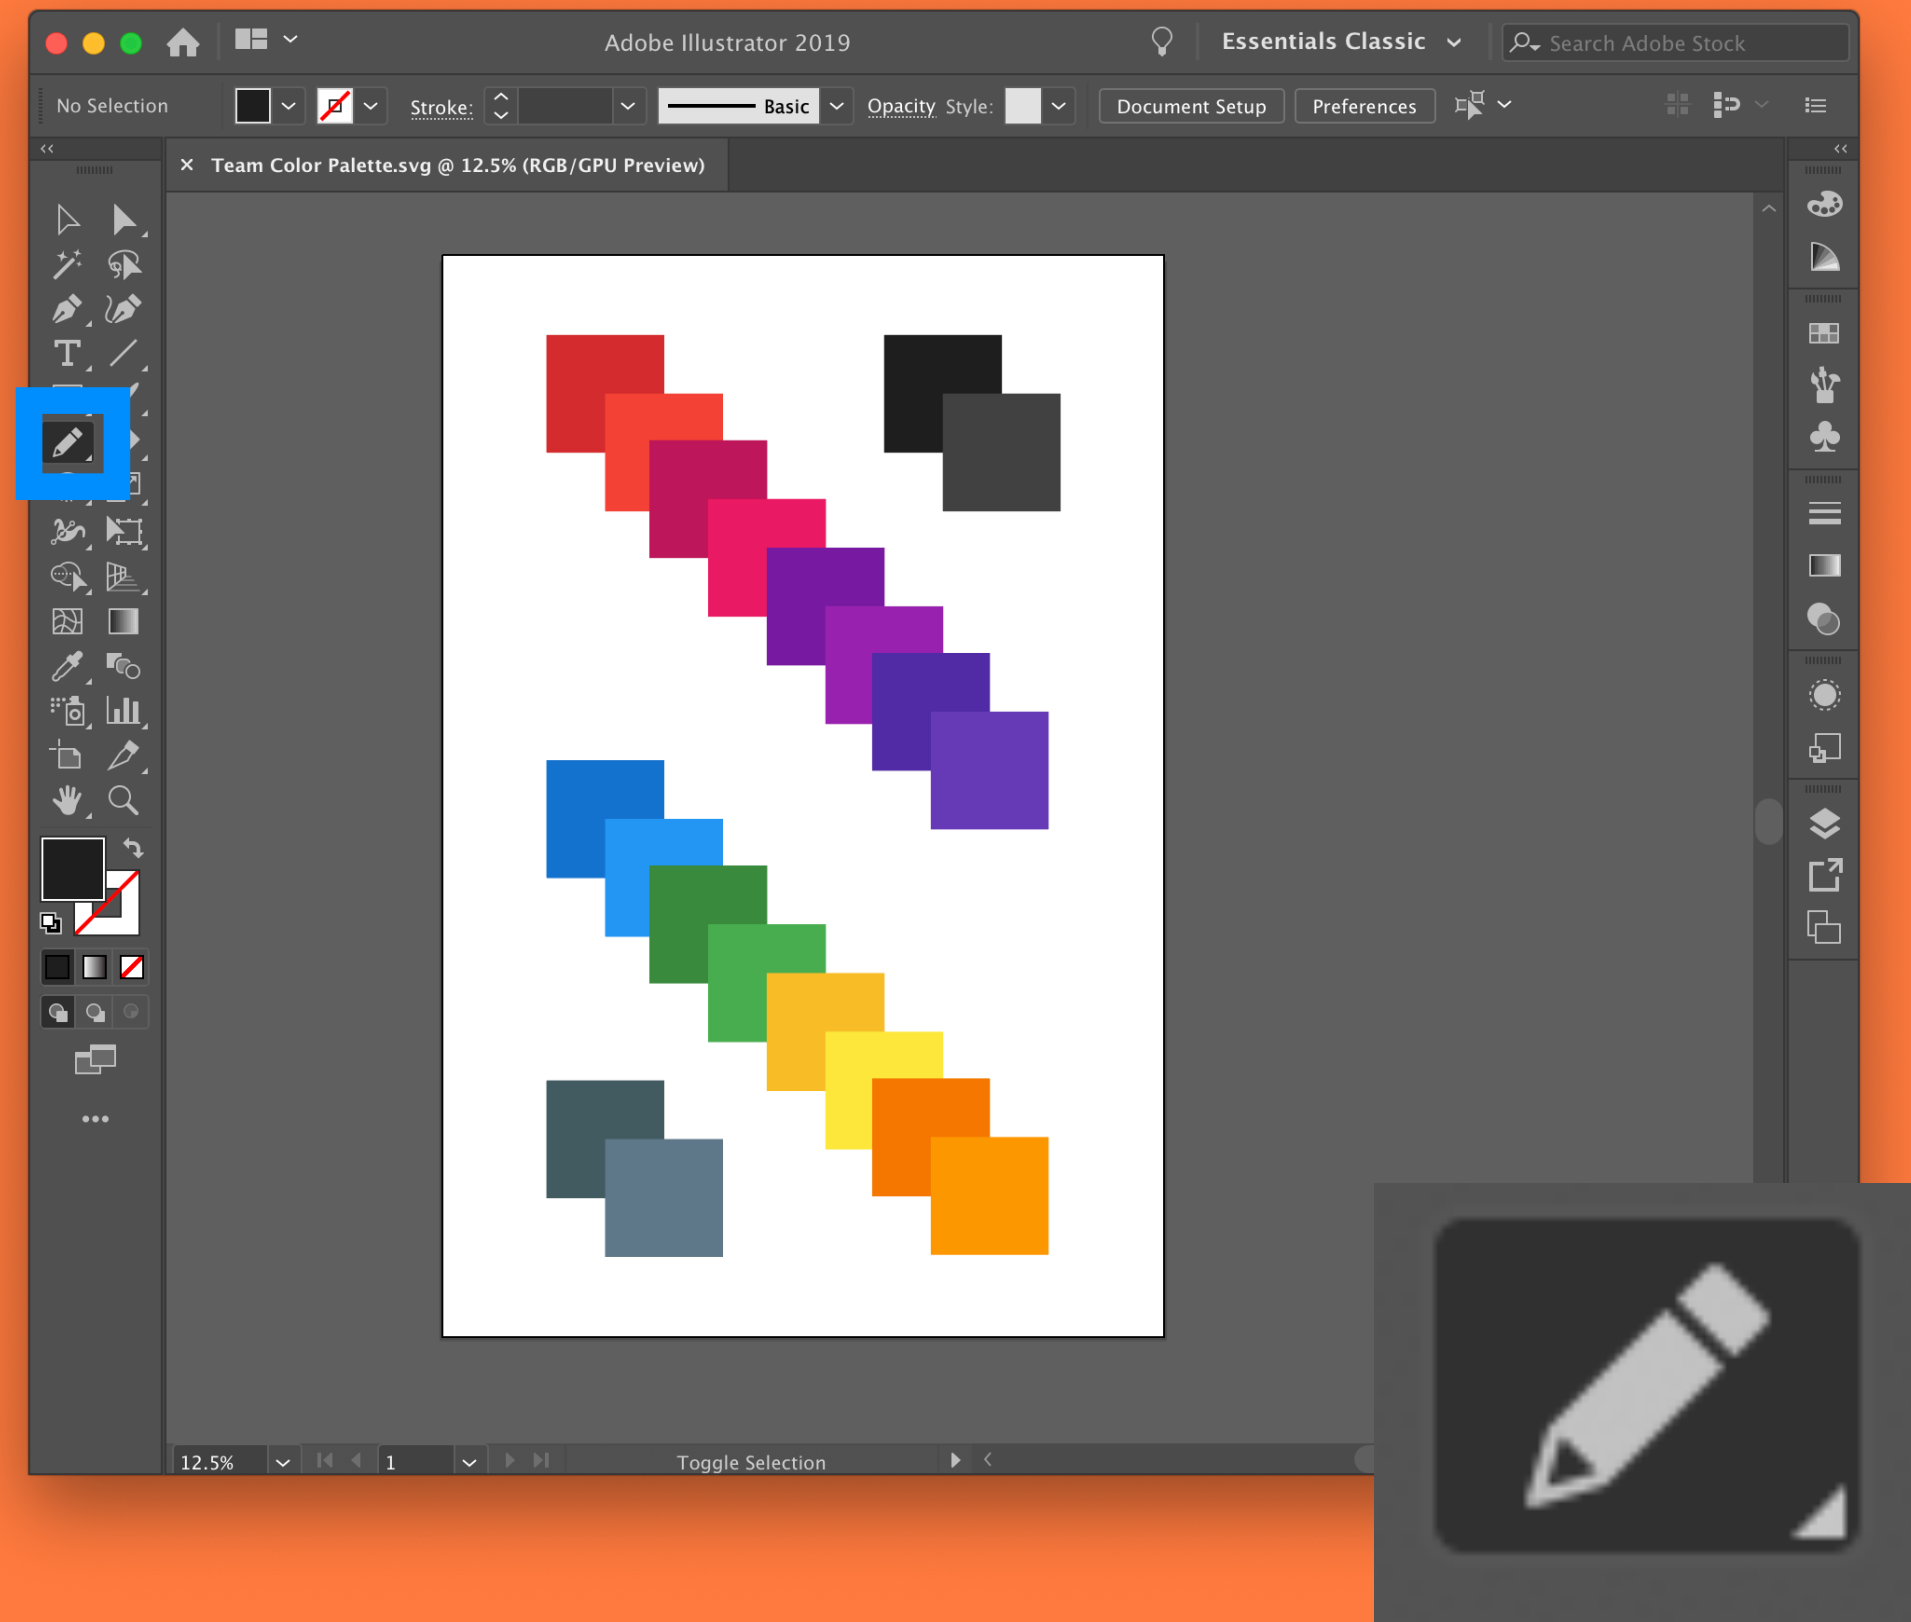 Adobe Illustrator 2019
Essentials Classic
Search Adobe Stock
No Selection
Stroke:
Basic
Opacity
Style:
Document Setup
Preferences
Team Color Palette.svg @ 12.5% (RGB/GPU Preview)
12.5%
1
Toggle Selection